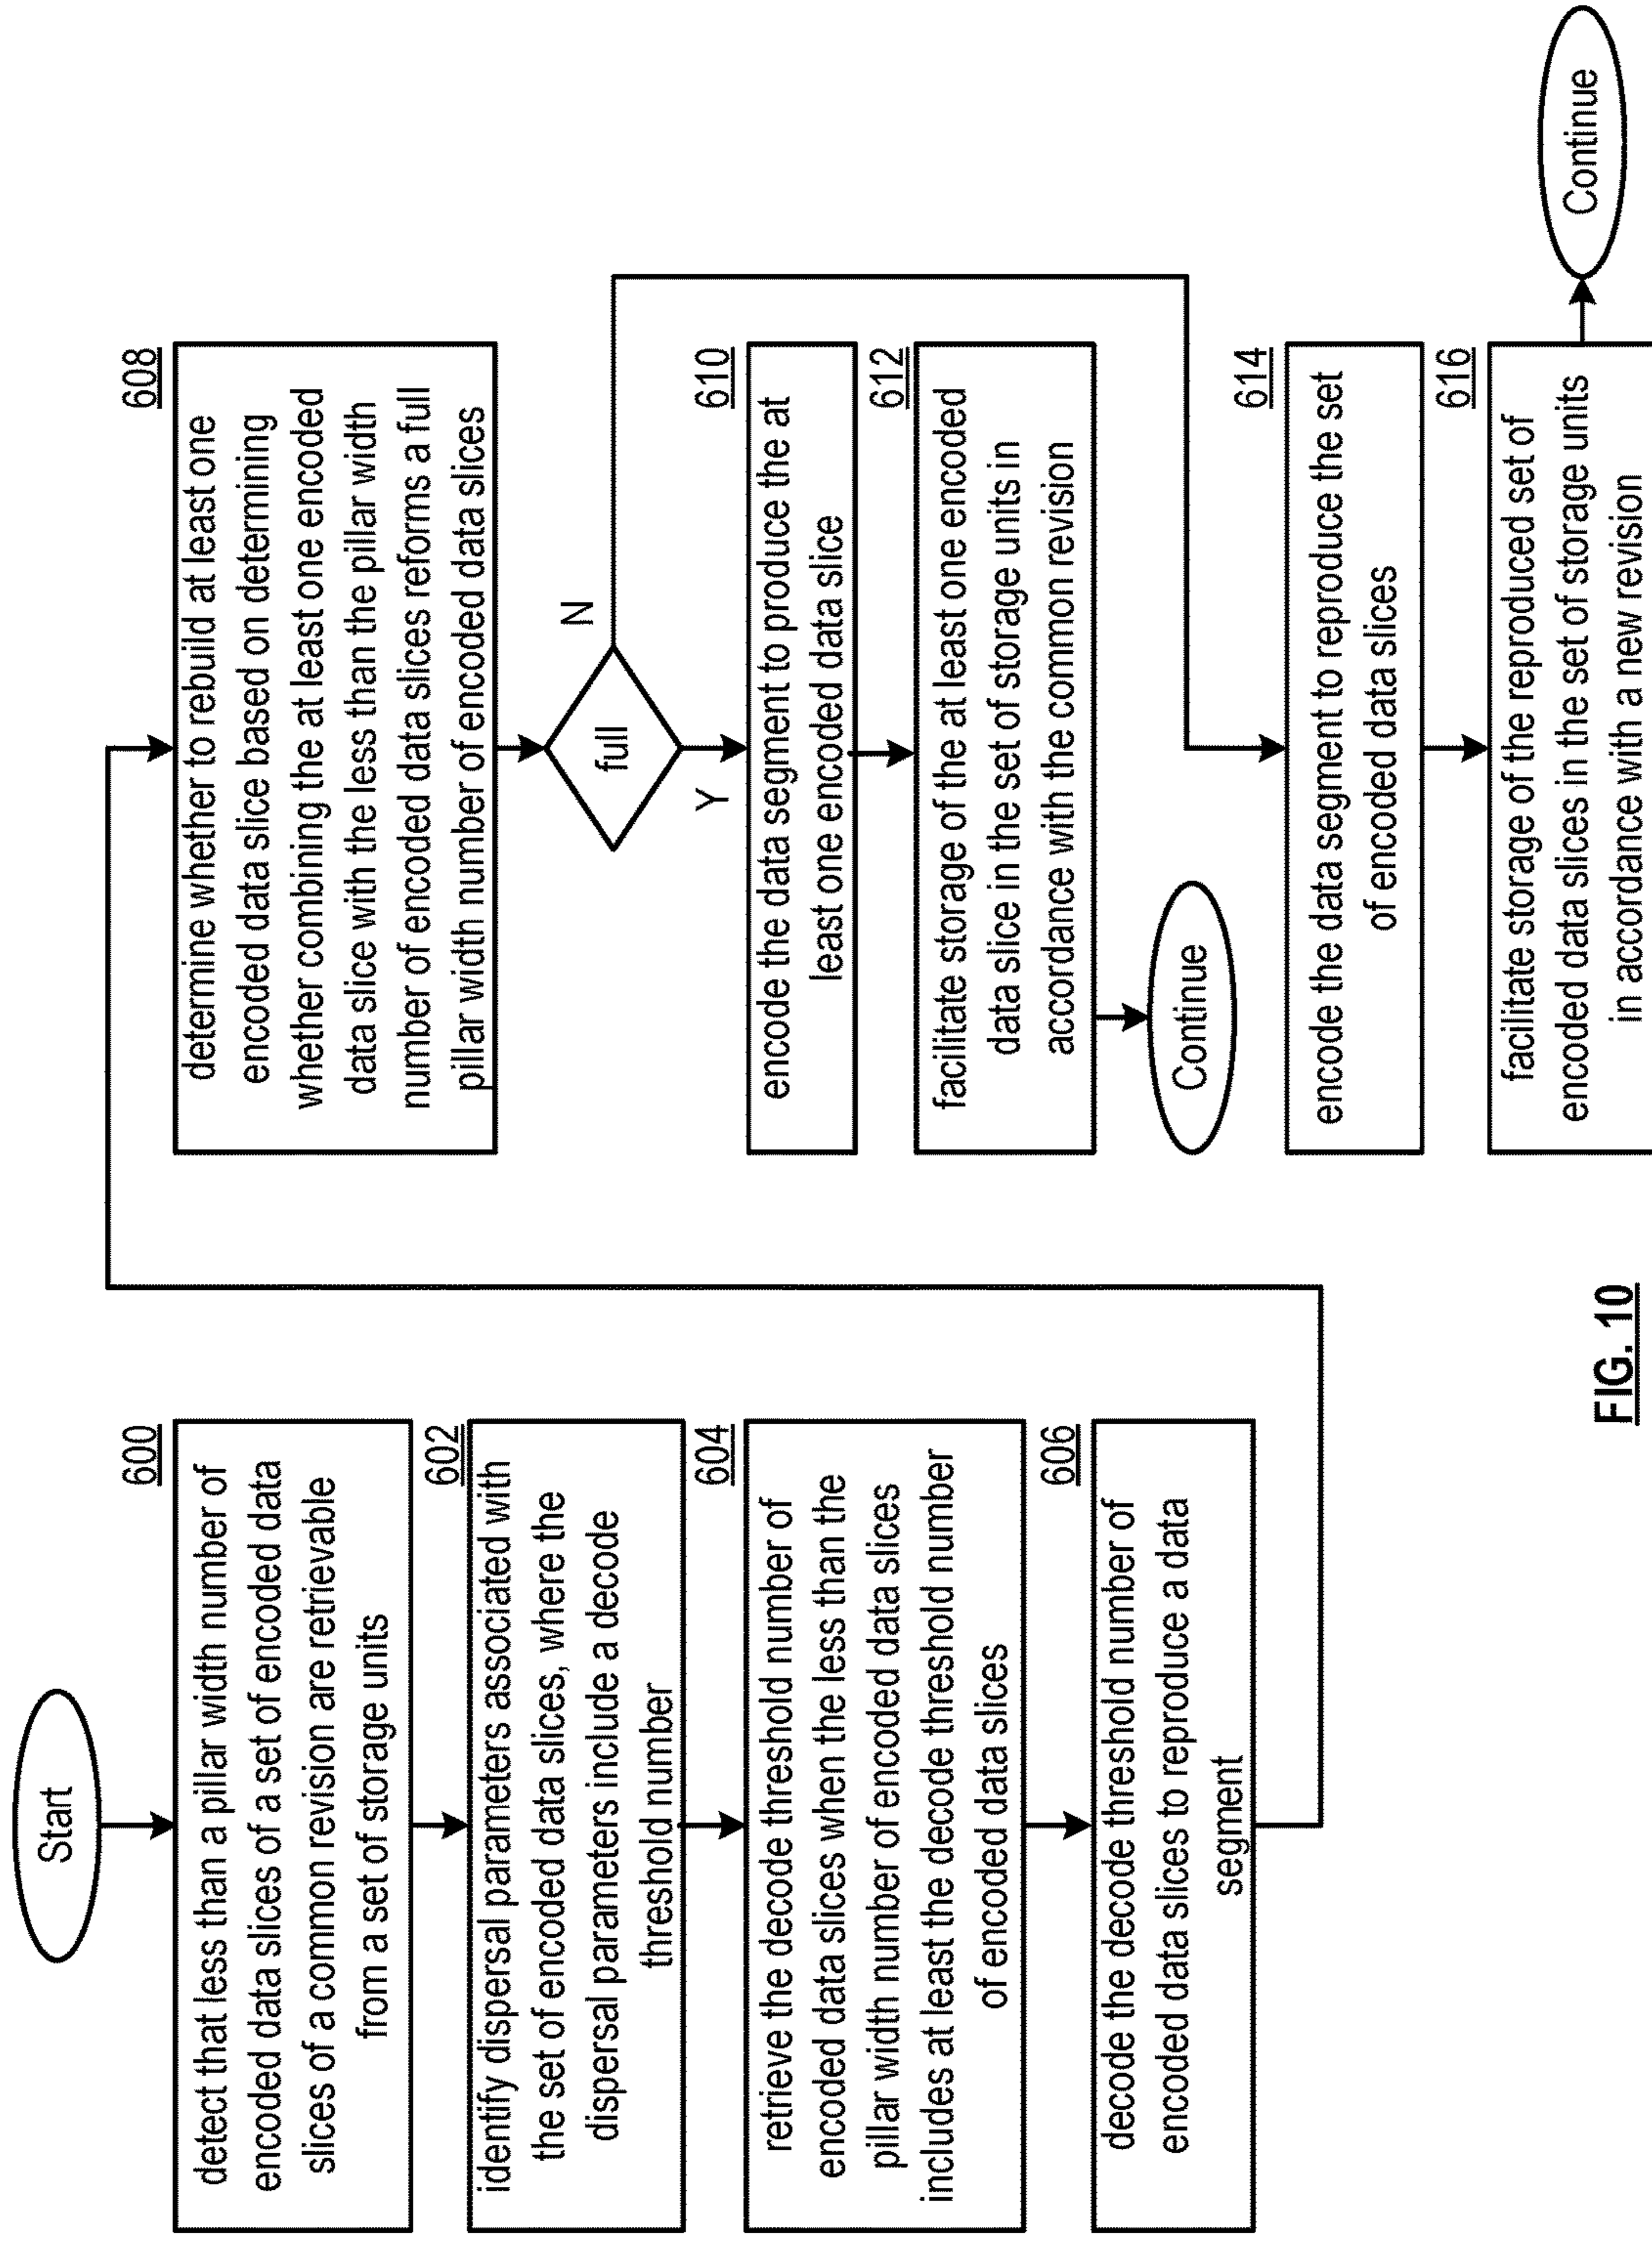 Start
600
detect that less than a pillar width number of
encoded data slices of a set of encoded data
slices of a common revision are retrievable
from a set of storage units
602
identify dispersal parameters associated with
the set of encoded data slices, where the
dispersal parameters include a decode
threshold number
604
retrieve the decode threshold number of
encoded data slices when the less than the
pillar width number of encoded data slices
includes at least the decode threshold number
of encoded data slices
606
decode the decode threshold number of
encoded data slices to reproduce a data
segment
608
determine whether to rebuild at least one
encoded data slice based on determining
whether combining the at least one encoded
data slice with the less than the pillar width
number of encoded data slices reforms a full
pillar width number of encoded data slices
full
N
Y
610
encode the data segment to produce the at
least one encoded data slice
612
facilitate storage of the at least one encoded
data slice in the set of storage units in
accordance with the common revision
Continue
614
encode the data segment to reproduce the set
of encoded data slices
616
facilitate storage of the reproduced set of
encoded data slices in the set of storage units
in accordance with a new revision
Continue
FIG. 10